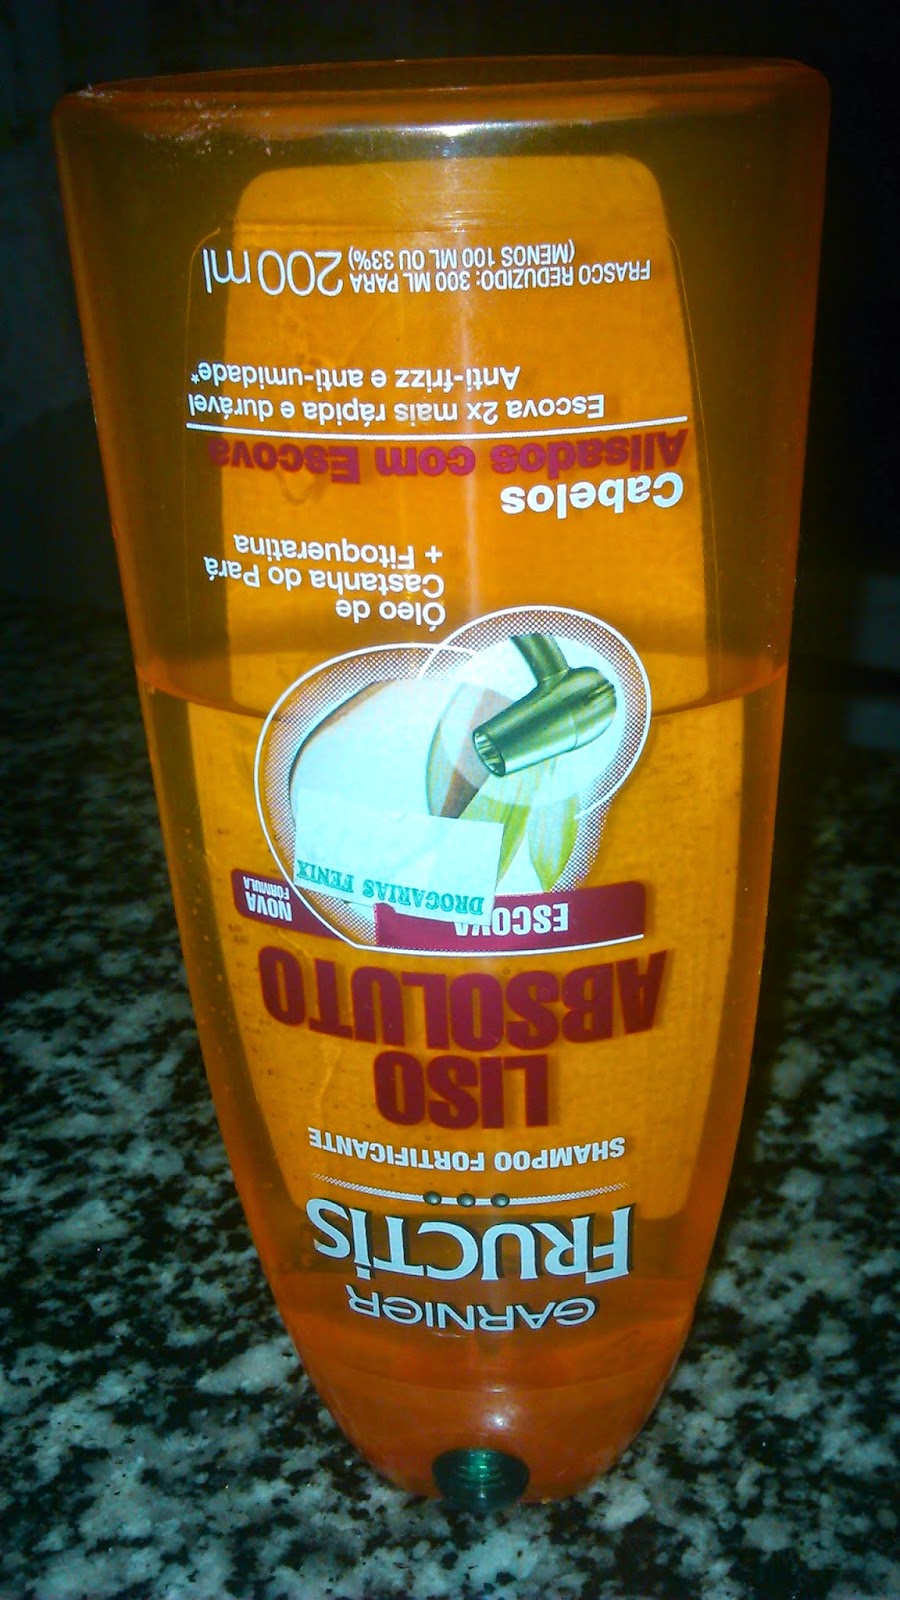 GARNIER
FRUCTIS
SHAMPOO FORTIFICANTE
LISO
ABSOLUTO
ESCOVA
NOVA
FÓRMULA
DROGARIAS FENIX
Óleo de
Castanha do Pará
+ Fitoqueratina
Cabelos
Alisados com Escova
Escova 2x mais rápida e durável
Anti-frizz e anti-umidade*
FRASCO REDUZIDO: 300 ML PARA
(MENOS 100 ML OU 33%)
200 ml